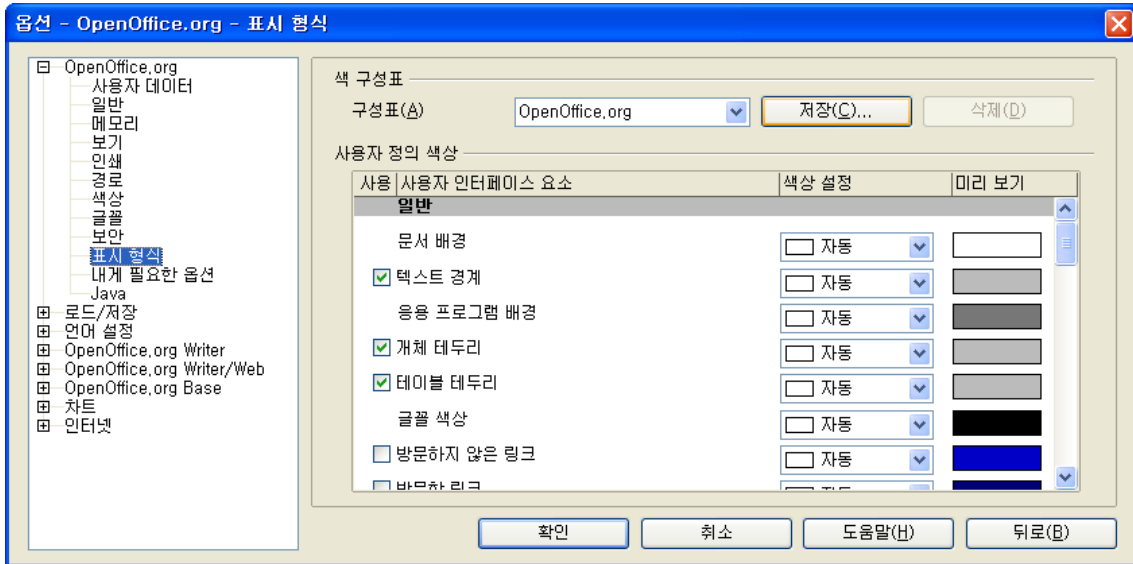 옵션 - OpenOffice.org - 표시 형식
OpenOffice.org
사용자 데이터
일반
메모리
보기
인쇄
경로
색상
글꼴
보안
표시 형식
내게 필요한 옵션
Java
로드/저장
언어 설정
OpenOffice.org Writer
OpenOffice.org Writer/Web
OpenOffice.org Base
차트
인터넷
색 구성표
구성표(A) OpenOffice.org 저장(C)... 삭제(D)
사용자 정의 색상
사용 사용자 인터페이스 요소 색상 설정 미리 보기
일반
문서 배경 자동
텍스트 경계 자동
응용 프로그램 배경 자동
개체 테두리 자동
테이블 테두리 자동
글꼴 색상 자동
방문하지 않은 링크 자동
방문한 링크 자동
확인 취소 도움말(H) 뒤로(B)